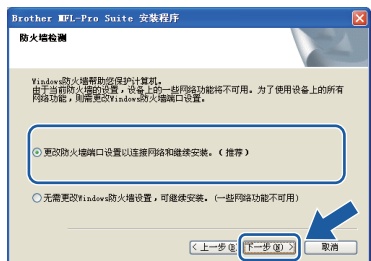 Brother MFL-Pro Suite 安装程序
防火墙检测
Windows防火墙帮助您保护计算机。
由于当前防火墙的设置，设备上的一些网络功能将不可用。为了使用设备上的所有
网络功能，则需更改Windows防火墙端口设置。
更改防火墙端口设置以连接网络和继续安装。（推荐）
无需更改Windows防火墙设置，可继续安装。（一些网络功能不可用）
<上一步(B) 下一步(N)> 取消